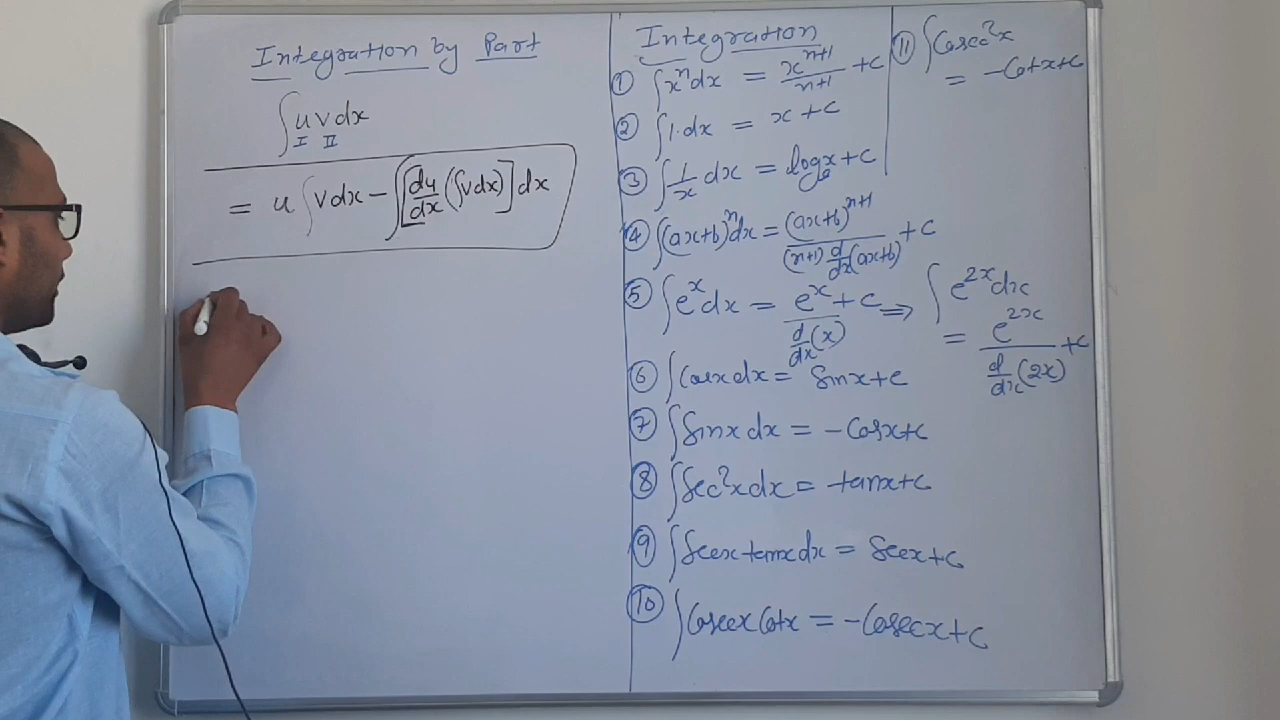 Integration by Part
∫ u v dx
I II
= u ∫ v dx − ∫[du/dx (∫v dx)] dx
Integration
① ∫ xⁿ dx = xⁿ⁺¹/n+1 + c
② ∫ 1·dx = x + c
③ ∫ 1/x dx = logₑx + c
④ ∫ (ax+b)ⁿ dx = (ax+b)ⁿ⁺¹/(n+1) d/dx (ax+b) + c
⑤ ∫ eˣ dx = eˣ/d/dx (x) + c ⇒ ∫ e²ˣ dx
= e²ˣ/d/dx (2x) + c
⑥ ∫ Cosx dx = Sinx + c
⑦ ∫ Sinx dx = -Cosx + c
⑧ ∫ Sec²x dx = tanx + c
⑨ ∫ Secx tanx dx = Secx + c
⑩ ∫ Cosecx Cotx = -Cosecx + c
⑪ ∫ Cosec²x
= -Cotx + c